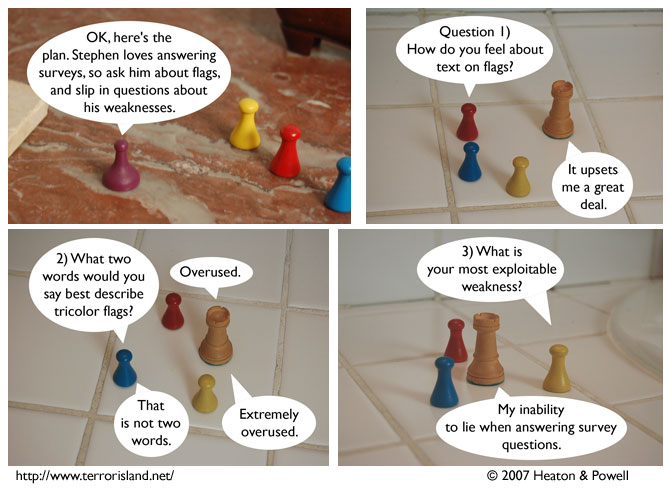 OK, here's the
plan. Stephen loves answering
surveys, so ask him about flags,
and slip in questions about
his weaknesses.
Question 1)
How do you feel about
text on flags?
It upsets
me a great
deal.
2) What two
words would you
say best describe
tricolor flags?
Overused.
That
is not two
words.
Extremely
overused.
3) What is
your most exploitable
weakness?
My inability
to lie when answering survey
questions.
http://www.terrorisland.net/
© 2007 Heaton & Powell